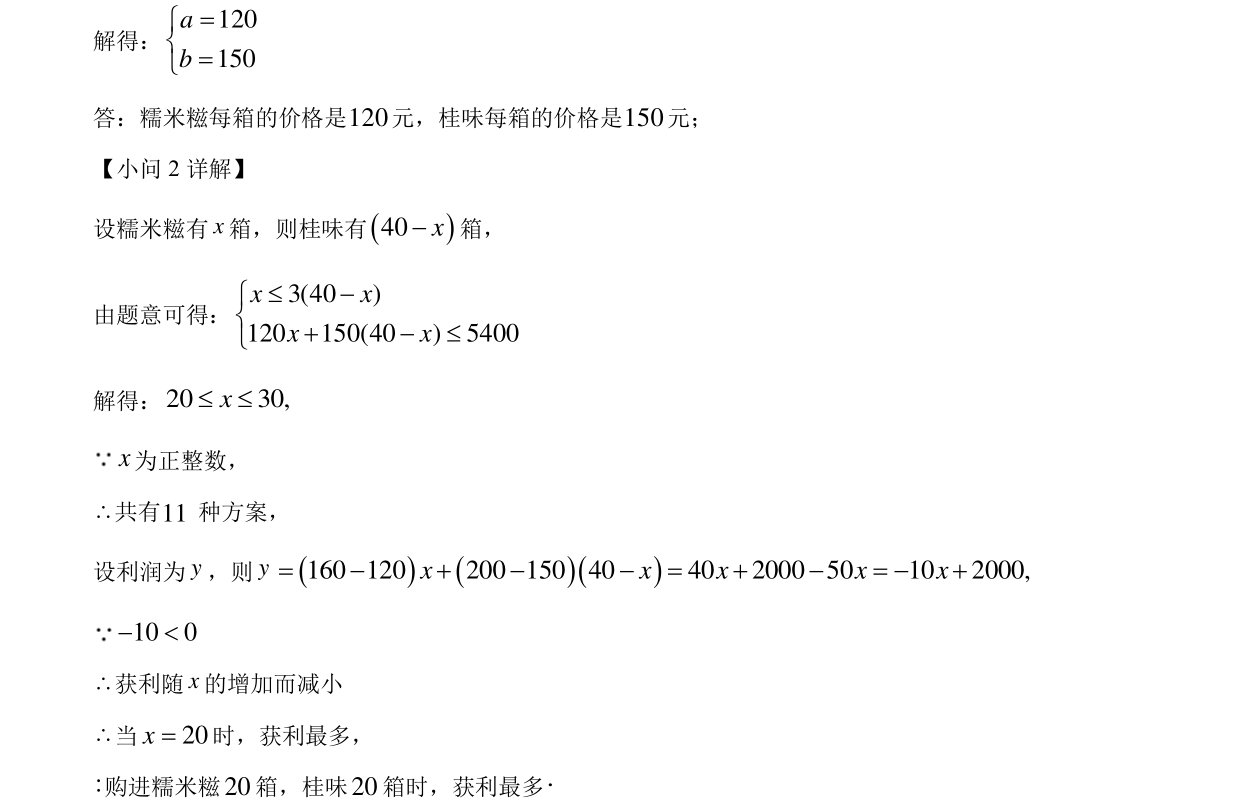 解得：{a=120
b=150
答：糯米糍每箱的价格是120元，桂味每箱的价格是150元；
【小问2详解】
设糯米糍有x箱，则桂味有(40-x)箱，
由题意可得：{x≤3(40-x)
120x+150(40-x)≤5400
解得：20≤x≤30,
∵x为正整数，
∴共有11 种方案，
设利润为y，则y=(160-120)x+(200-150)(40-x)=40x+2000-50x=-10x+2000,
∵-10<0
∴获利随x的增加而减小
∴当x=20时，获利最多，
:购进糯米糍20箱，桂味20箱时，获利最多·